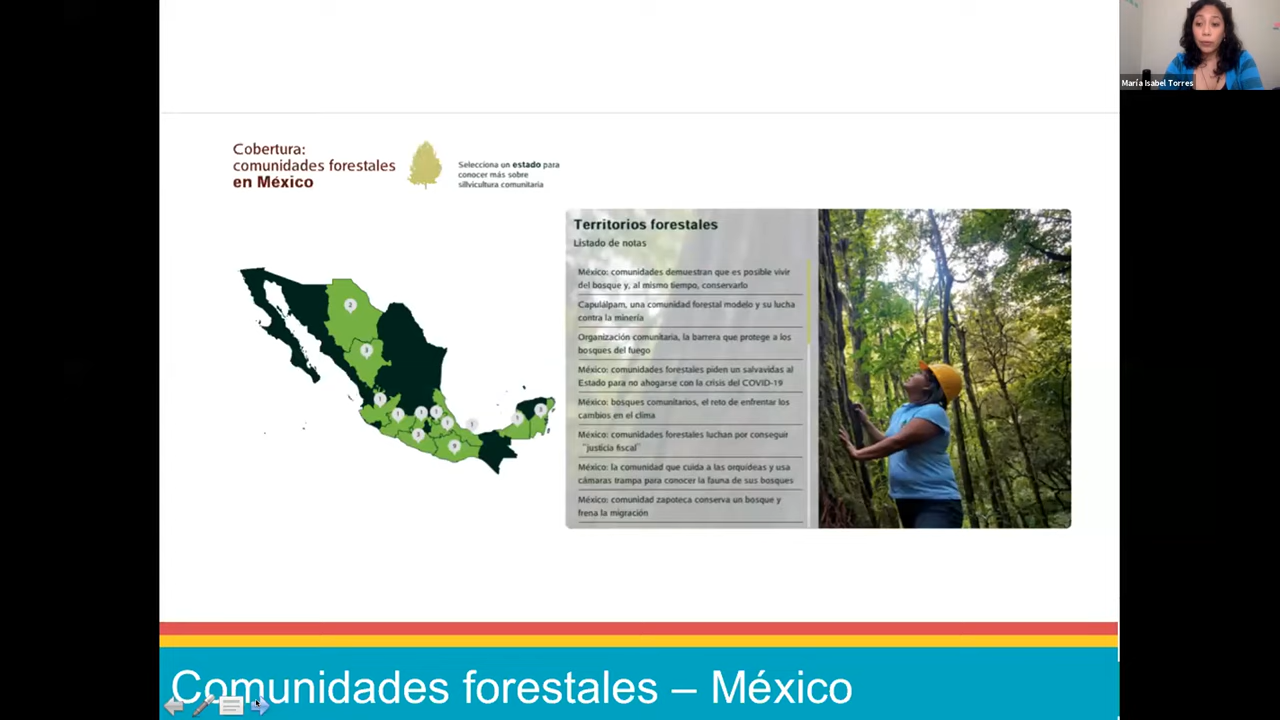 María Isabel Torres
Cobertura:
comunidades forestales
en México
Selecciona un estado para
conocer más sobre
sillvicultura comunitaria
Territorios forestales
Listado de notas
México: comunidades demuestran que es posible vivir
del bosque y, al mismo tiempo, conservarlo
Capulálpam, una comunidad forestal modelo y su lucha
contra la minería
Organización comunitaria, la barrera que protege a los
bosques del fuego
México: comunidades forestales piden un salvavidas al
Estado para no ahogarse con la crisis del COVID-19
México: bosques comunitarios, el reto de enfrentar los
cambios en el clima
México: comunidades forestales luchan por conseguir
"justicia fiscal"
México: la comunidad que cuida a las orquídeas y usa
cámaras trampa para conocer la fauna de sus bosques
México: comunidad zapoteca conserva un bosque y
frena la migración
2
Comunidades forestales – México